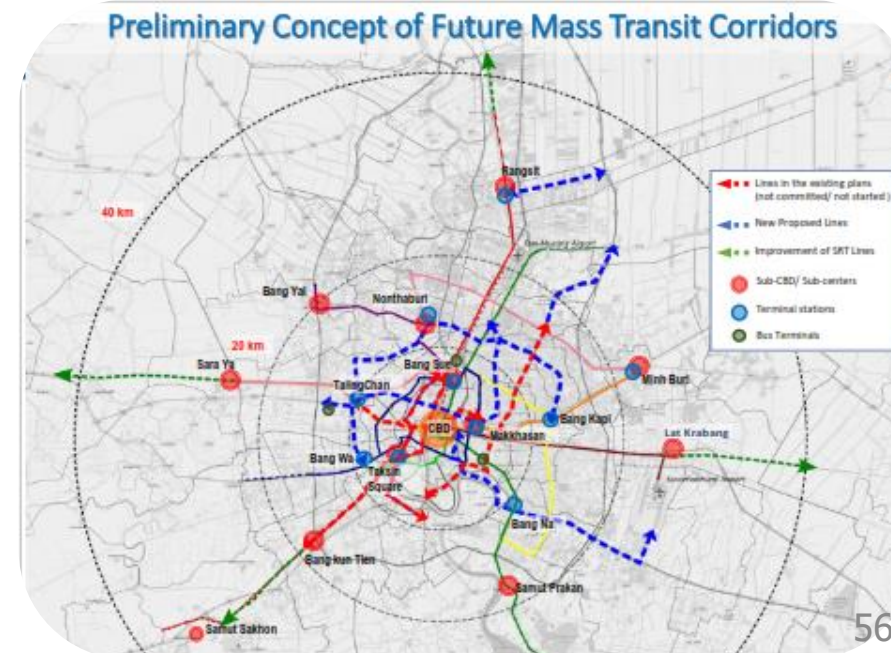 Preliminary Concept of Future Mass Transit Corridors
Rangsit
40 km
Lines in the existing plans
(not committed/ not started)
New Proposed Lines
Improvement of SRT Lines
Sub-CBD/ Sub-centers
Terminal stations
Bus Terminals
Bang Yai
Nonthaburi
20 km
Sara Ya
Bang Sue
TalingChan
Minh Buri
Bang Kapi
CBD
Makkhasan
Lat Krabang
Bang Wa
Taksin
Square
Bang Na
Bang-kun-Tien
Samut Prakan
Samut Sakhon
56